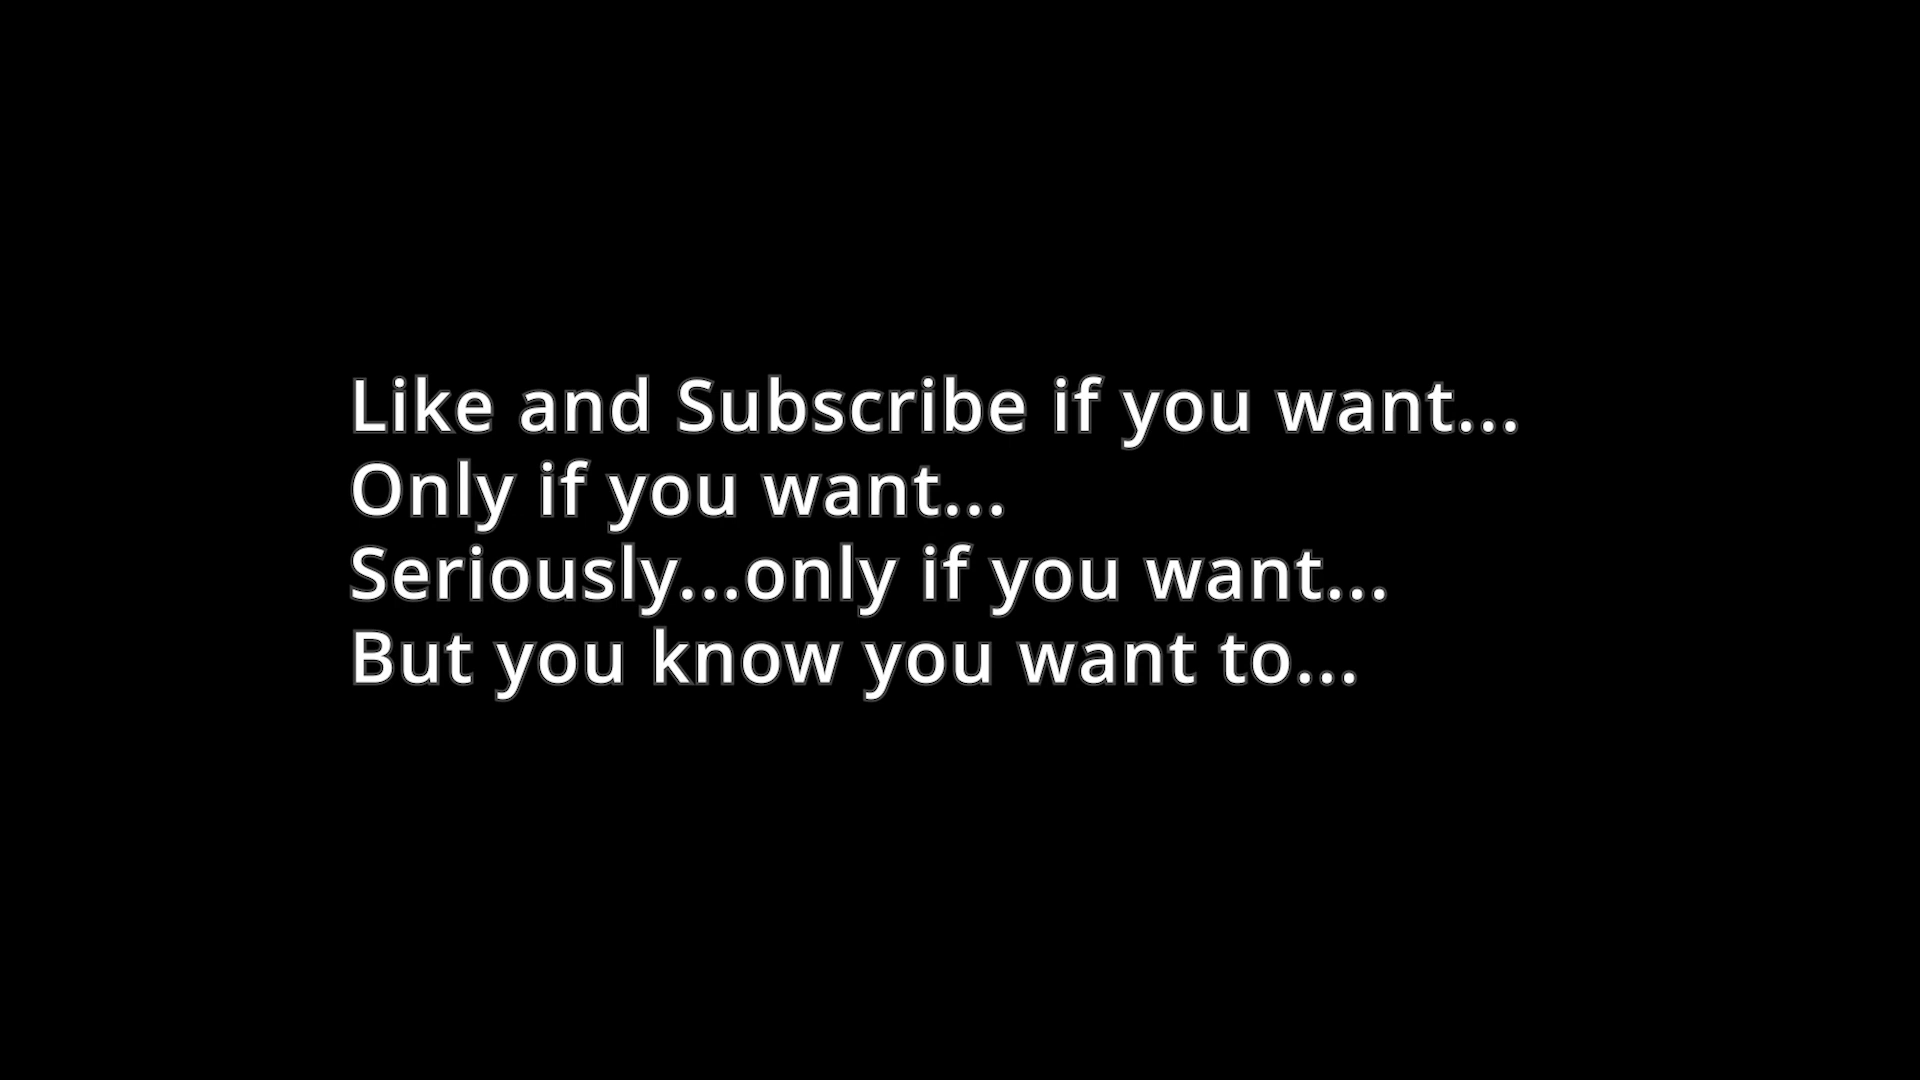 Like and Subscribe if you want...
Only if you want...
Seriously...only if you want...
But you know you want to...